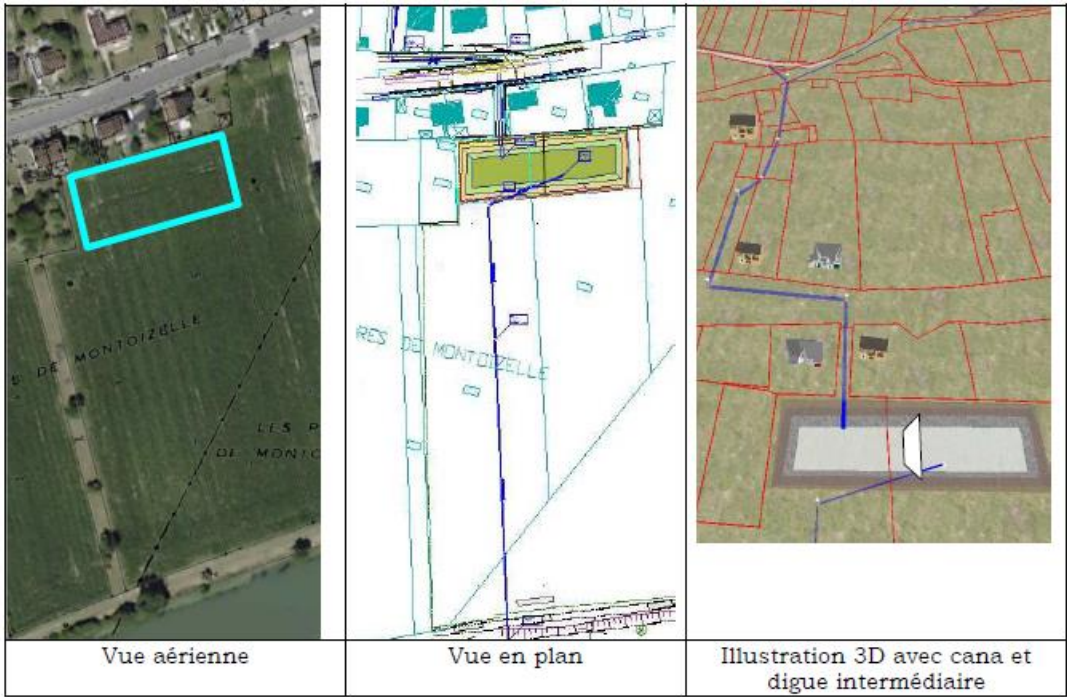 S DE MONTOIZELLE
LES P
DE MONTO
RES DE MONTOIZELLE
Vue aérienne
Vue en plan
Illustration 3D avec cana et
digue intermédiaire